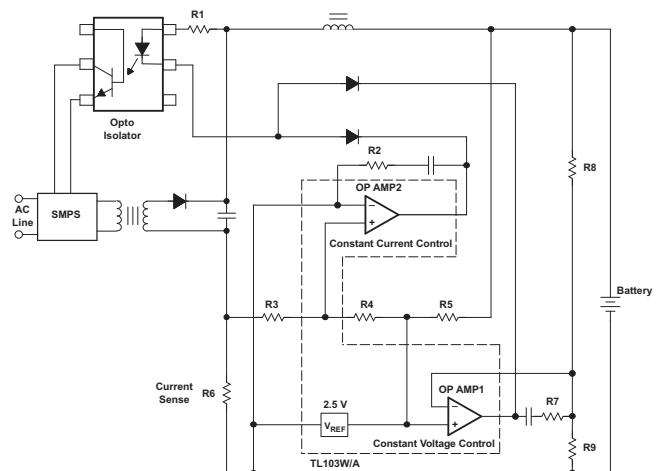 R1
Opto
Isolator
R2
R8
OP AMP2
AC
Line
SMPS
−
+
Constant Current Control
Battery
R3
R4
R5
Current
Sense
R6
OP AMP1
R7
2.5 V
VREF
−
+
R9
Constant Voltage Control
TL103W/A